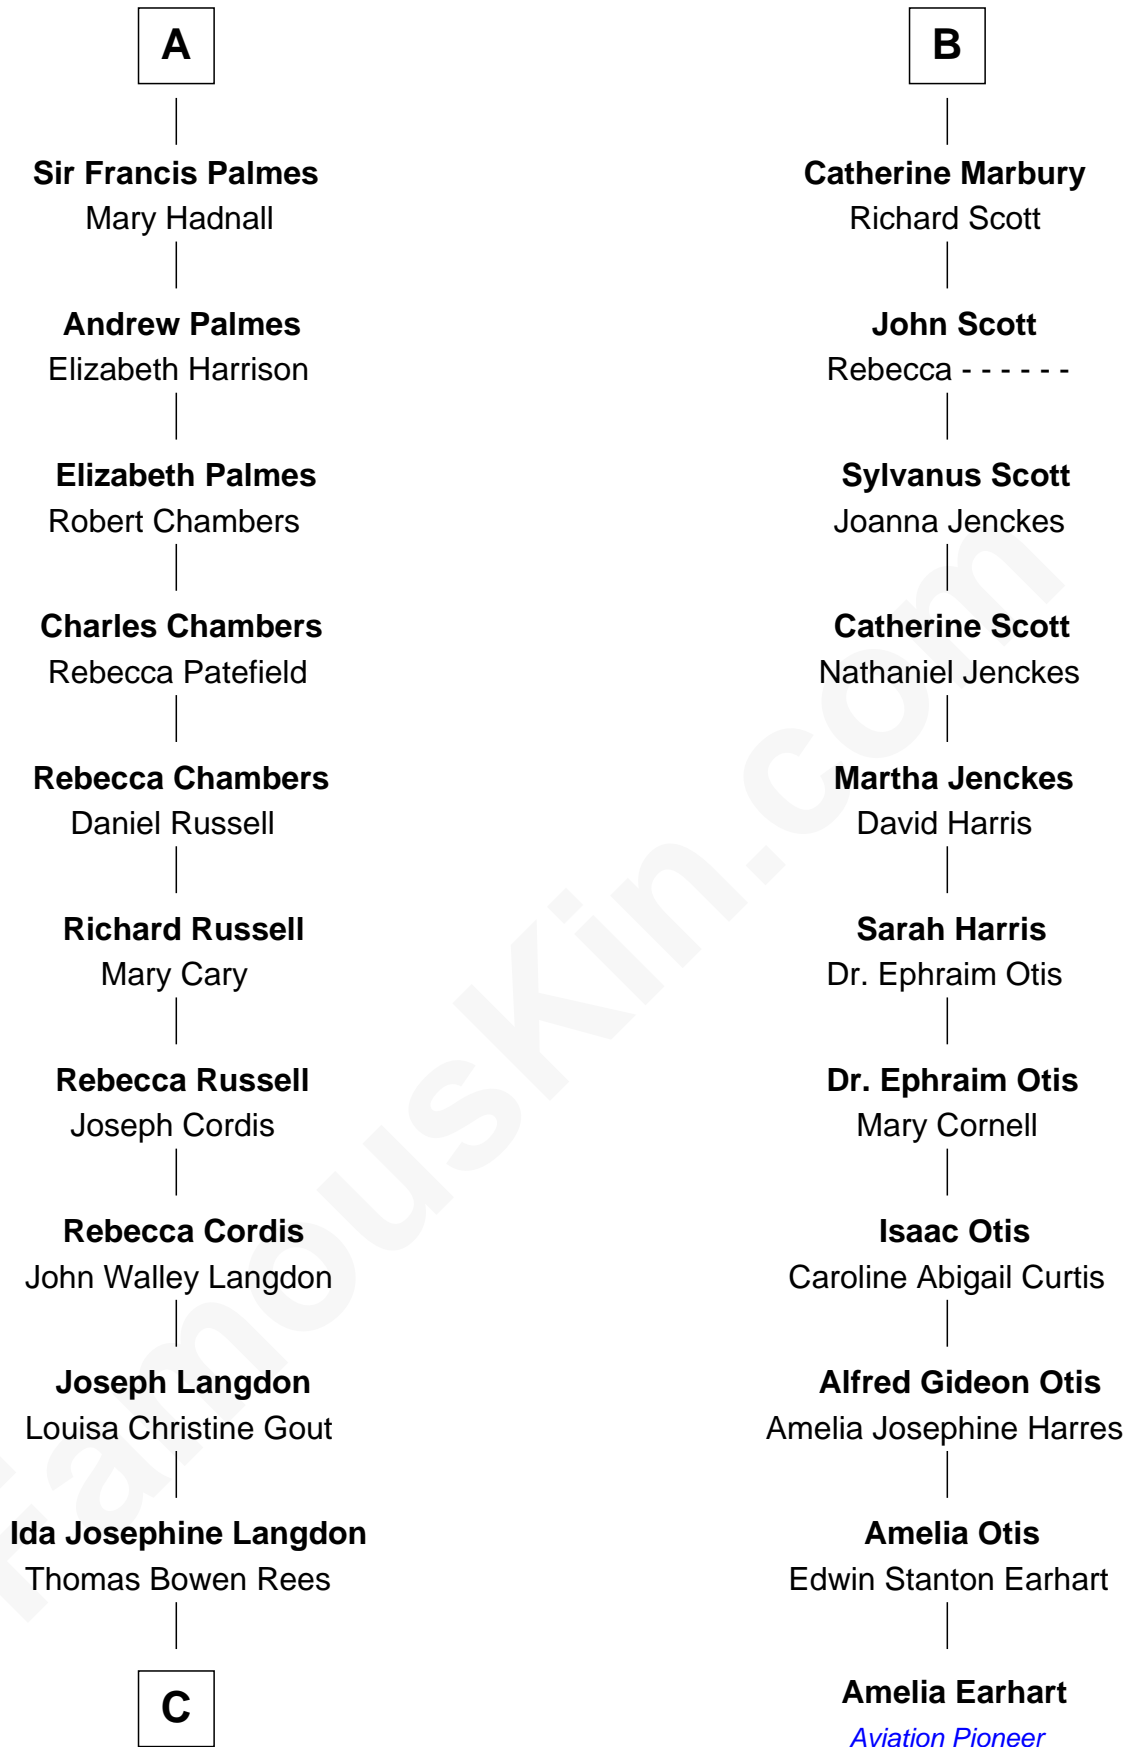 A
Sir Francis Palmes
Mary Hadnall
Andrew Palmes
Elizabeth Harrison
Elizabeth Palmes
Robert Chambers
Charles Chambers
Rebecca Patefield
Rebecca Chambers
Daniel Russell
Richard Russell
Mary Cary
Rebecca Russell
Joseph Cordis
Rebecca Cordis
John Walley Langdon
Joseph Langdon
Louisa Christine Gout
Ida Josephine Langdon
Thomas Bowen Rees
C
B
Catherine Marbury
Richard Scott
John Scott
Rebecca - - - - - -
Sylvanus Scott
Joanna Jenckes
Catherine Scott
Nathaniel Jenckes
Martha Jenckes
David Harris
Sarah Harris
Dr. Ephraim Otis
Dr. Ephraim Otis
Mary Cornell
Isaac Otis
Caroline Abigail Curtis
Alfred Gideon Otis
Amelia Josephine Harres
Amelia Otis
Edwin Stanton Earhart
Amelia Earhart
Aviation Pioneer
FamousKin.com